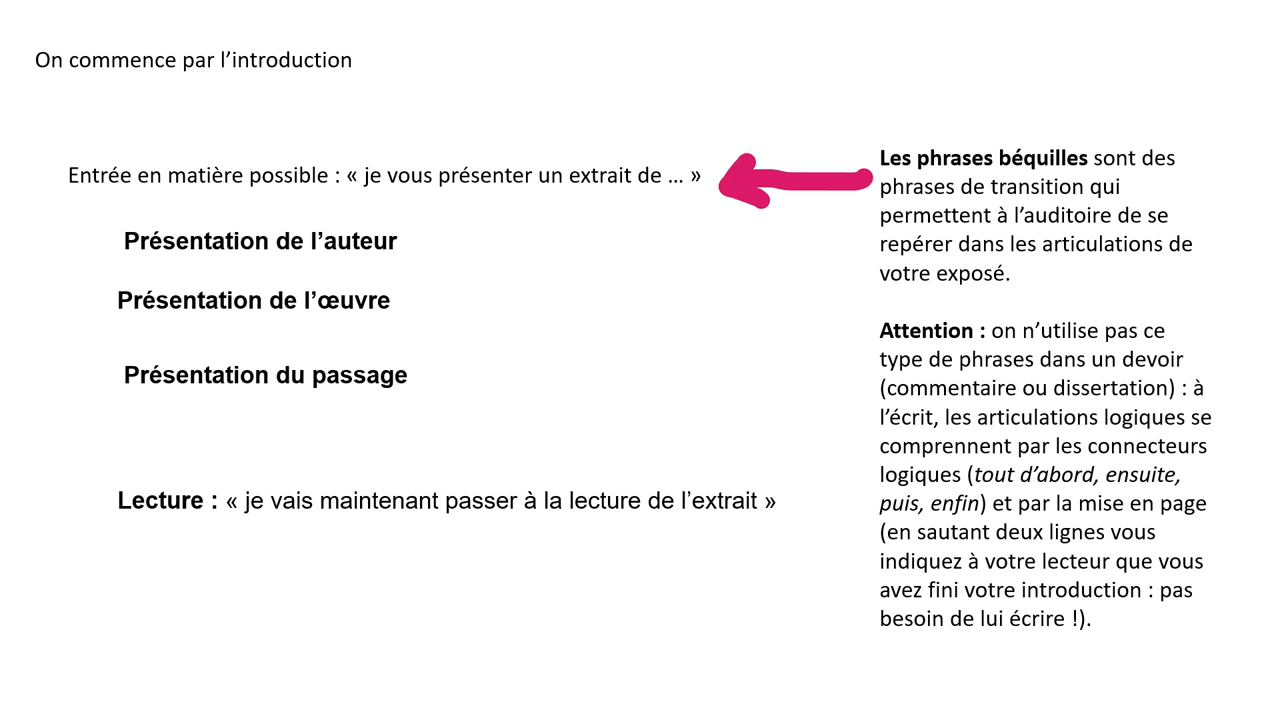 On commence par l’introduction
Entrée en matière possible : « je vous présenter un extrait de … »
Présentation de l’auteur
Présentation de l’œuvre
Présentation du passage
Lecture : « je vais maintenant passer à la lecture de l’extrait »
Les phrases béquilles sont des
phrases de transition qui
permettent à l’auditoire de se
repérer dans les articulations de
votre exposé.
Attention : on n’utilise pas ce
type de phrases dans un devoir
(commentaire ou dissertation) : à
l’écrit, les articulations logiques se
comprennent par les connecteurs
logiques (tout d’abord, ensuite,
puis, enfin) et par la mise en page
(en sautant deux lignes vous
indiquez à votre lecteur que vous
avez fini votre introduction : pas
besoin de lui écrire !).